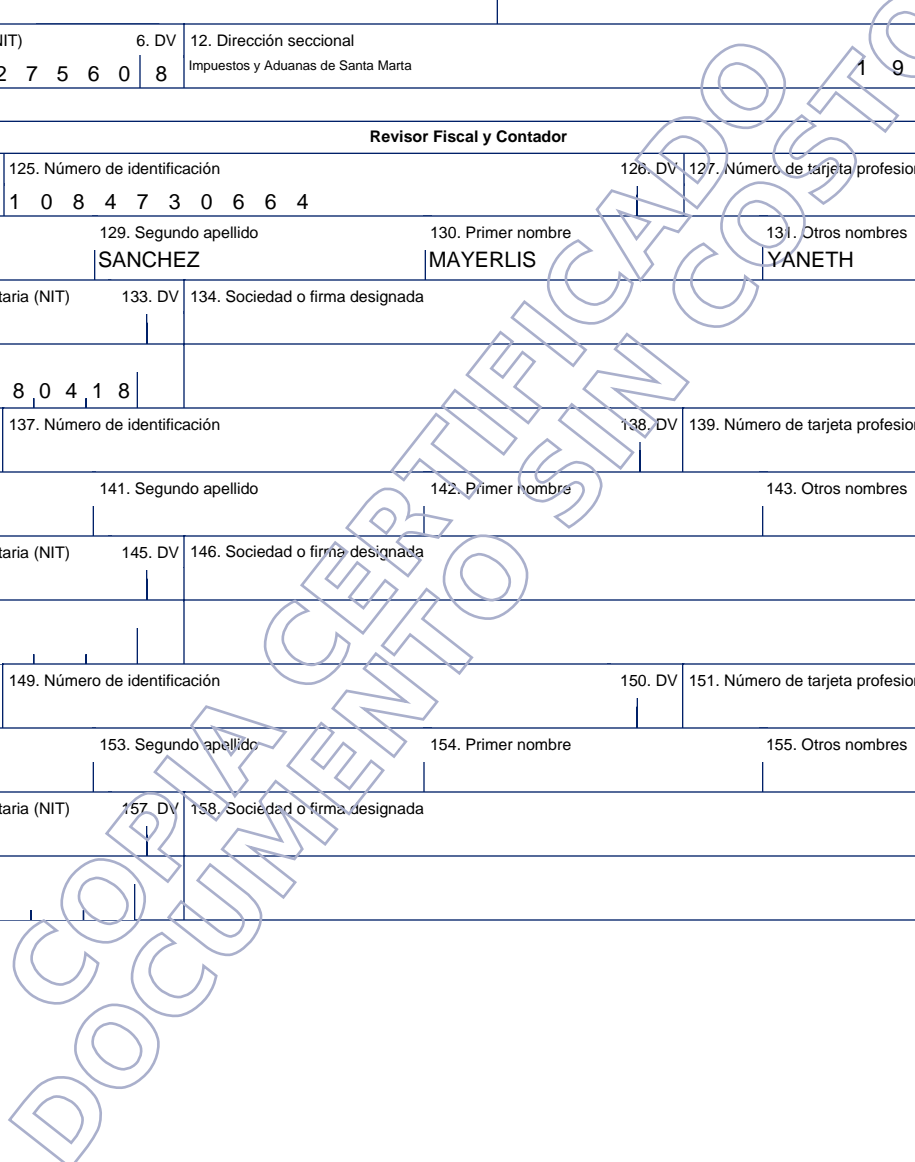 NIT) 6. DV 12. Dirección seccional
2 7 5 6 0 8 Impuestos y Aduanas de Santa Marta 1 9
Revisor Fiscal y Contador
125. Número de identificación 126. DV 127. Número de tarjeta profesion
1 0 8 4 7 3 0 6 6 4
129. Segundo apellido 130. Primer nombre 131. Otros nombres
SANCHEZ MAYERLIS YANETH
taria (NIT) 133. DV 134. Sociedad o firma designada
8 0 4 1 8
137. Número de identificación 138. DV 139. Número de tarjeta profesion
141. Segundo apellido 142. Primer nombre 143. Otros nombres
taria (NIT) 145. DV 146. Sociedad o firma designada
149. Número de identificación 150. DV 151. Número de tarjeta profesion
153. Segundo apellido 154. Primer nombre 155. Otros nombres
taria (NIT) 157. DV 158. Sociedad o firma designada
COPIA CERTIFICADO
DOCUMENTO SIN COSTO